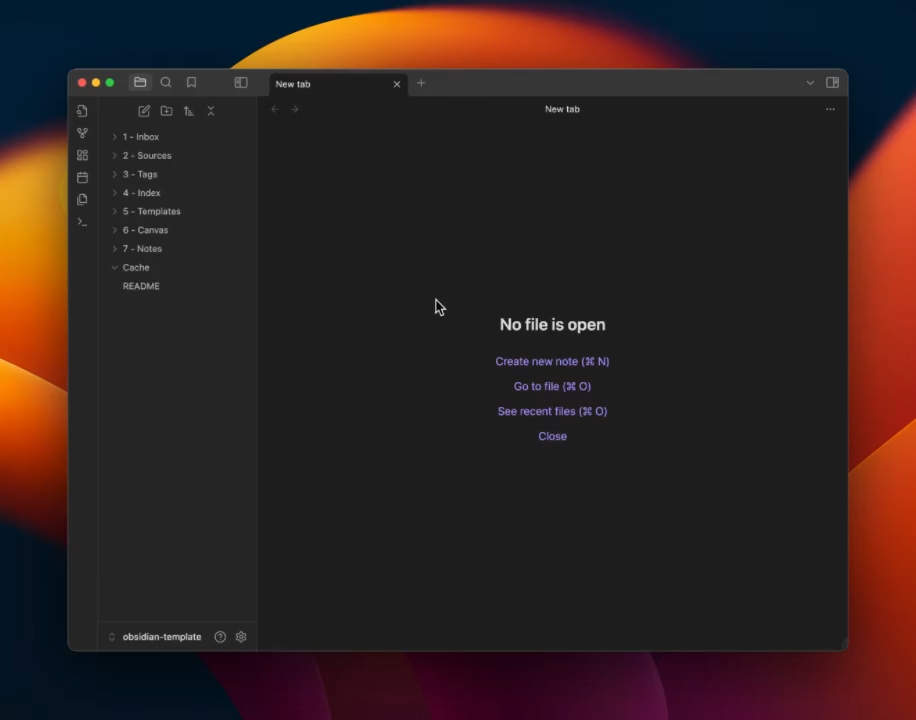 New tab
New tab
1 - Inbox
2 - Sources
3 - Tags
4 - Index
5 - Templates
6 - Canvas
7 - Notes
Cache
README
No file is open
Create new note (⌘ N)
Go to file (⌘ O)
See recent files (⌘ O)
Close
obsidian-template